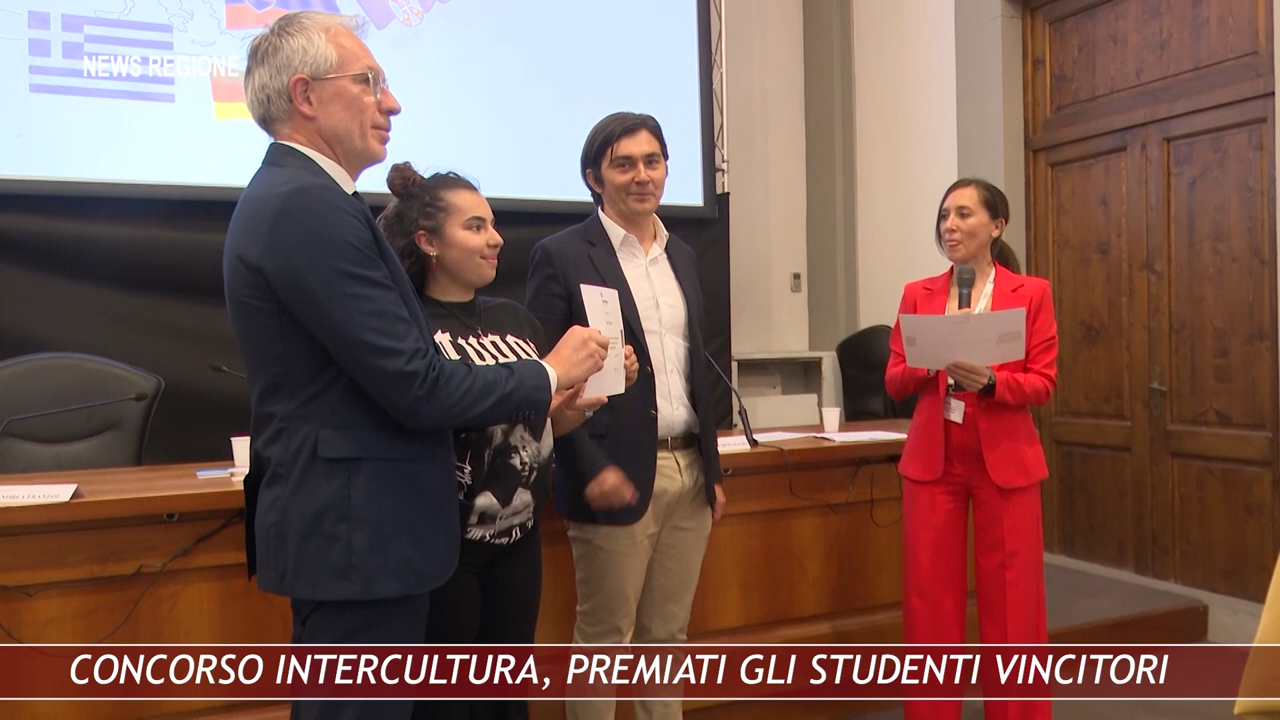 NEWS REGIONE
CONCORSO INTERCULTURA, PREMIATI GLI STUDENTI VINCITORI